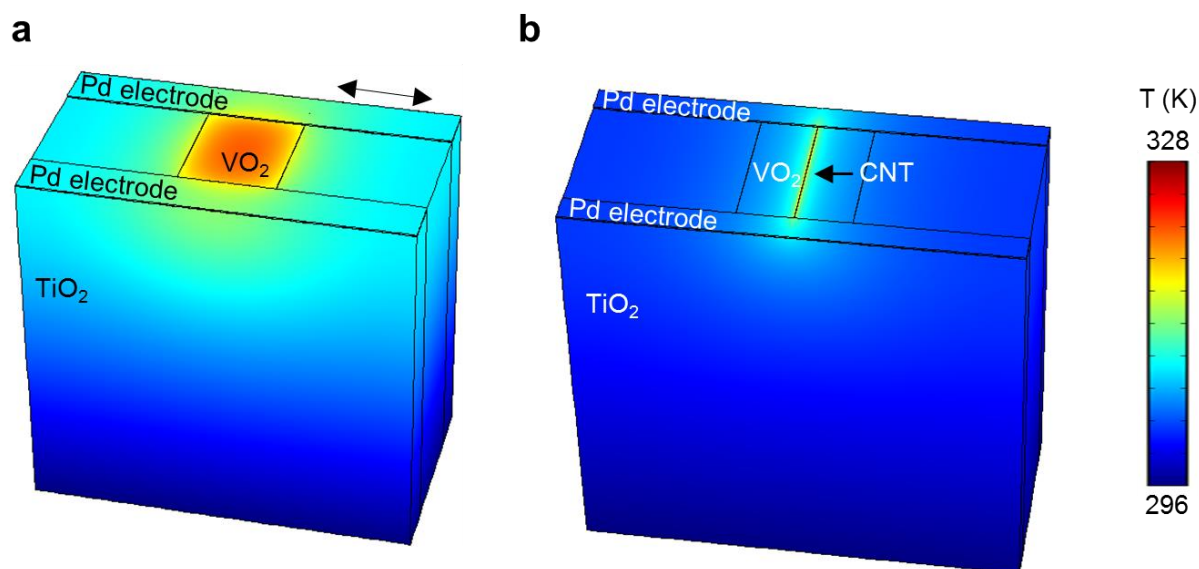 a
Pd electrode
VO₂
Pd electrode
TiO₂
b
Pd electrode
VO₂
CNT
Pd electrode
TiO₂
T (K)
328
296